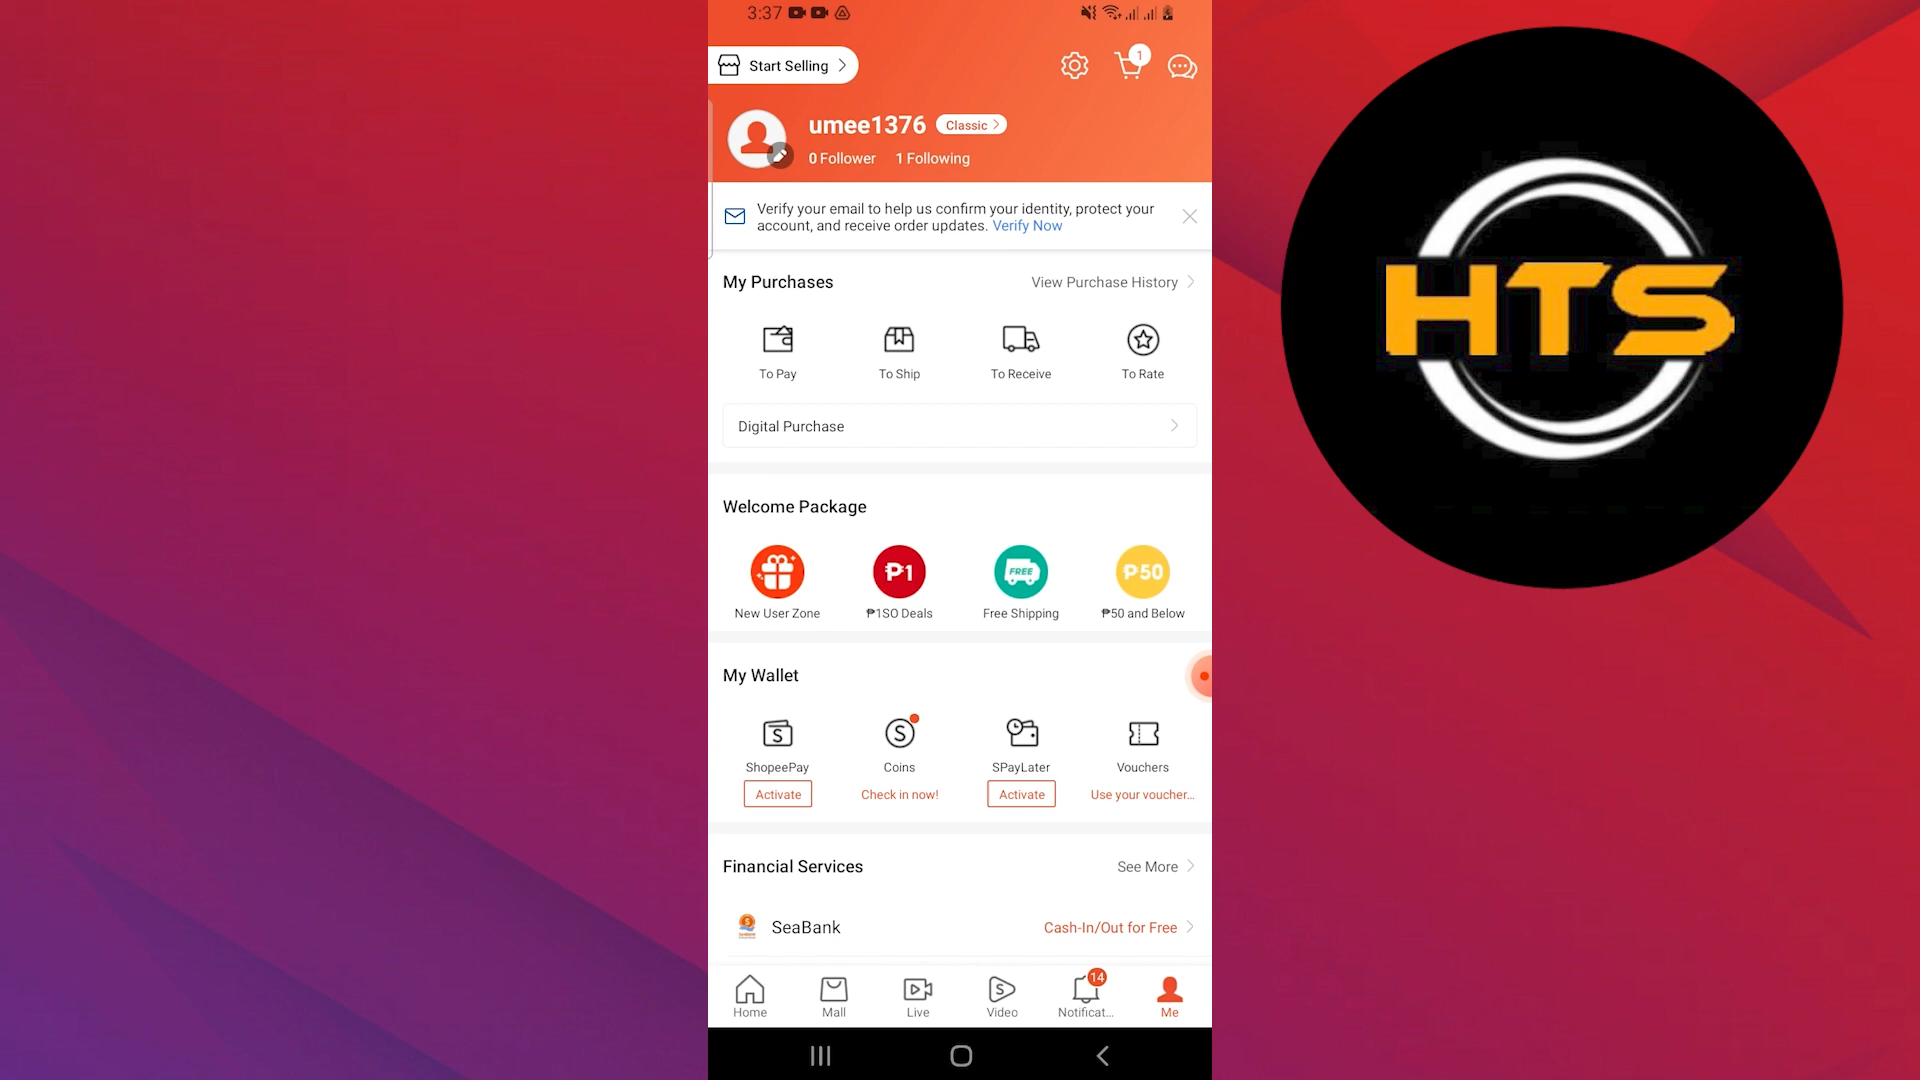 3:37
Start Selling
1
umee1376
Classic
0 Follower 1 Following
Verify your email to help us confirm your identity, protect your
account, and receive order updates. Verify Now
My Purchases
View Purchase History
To Pay
To Ship
To Receive
To Rate
Digital Purchase
Welcome Package
₱1
FREE
₱50
New User Zone
₱1SO Deals
Free Shipping
₱50 and Below
My Wallet
S
S
ShopeePay
Coins
SPayLater
Vouchers
Activate
Check in now!
Activate
Use your voucher...
Financial Services
See More
SeaBank
Cash-In/Out for Free
S
14
Home
Mall
Live
Video
Notificat...
Me
HTS